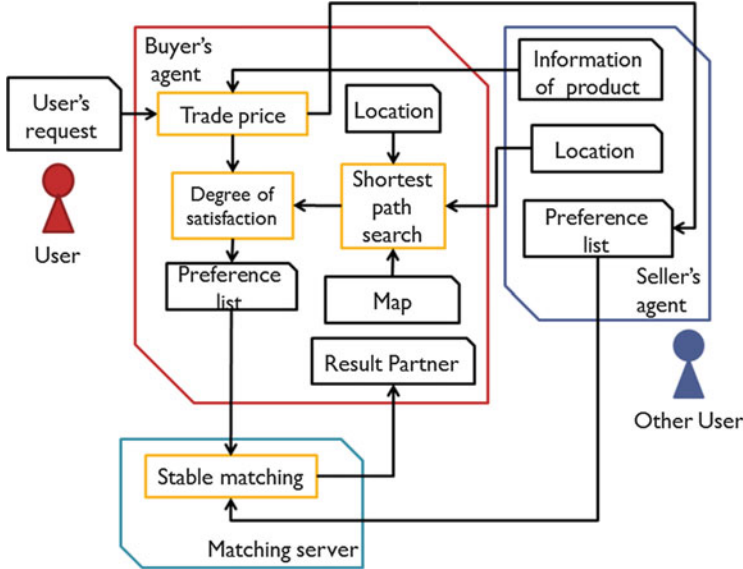 Buyer's
agent
Information
of product
User's
request
Trade price
Location
Location
Degree of
satisfaction
Shortest
path
search
Preference
list
User
Preference
list
Map
Seller's
agent
Result Partner
Other User
Stable matching
Matching server